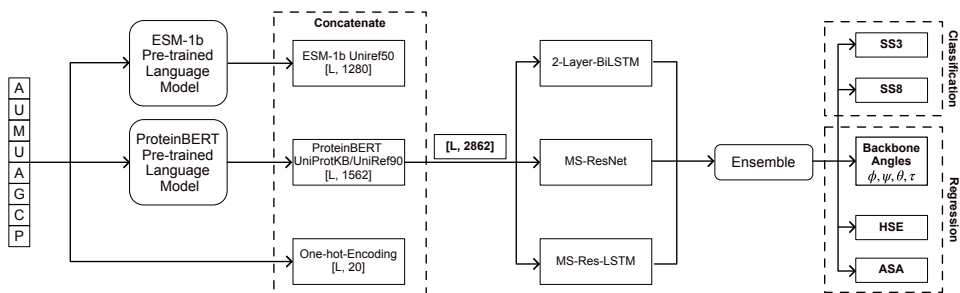 A
U
M
U
A
G
C
P
ESM-1b
Pre-trained
Language
Model
ProteinBERT
Pre-trained
Language
Model
Concatenate
ESM-1b Uniref50
[L, 1280]
ProteinBERT
UniProtKB/UniRef90
[L, 1562]
One-hot-Encoding
[L, 20]
[L, 2862]
2-Layer-BiLSTM
MS-ResNet
MS-Res-LSTM
Ensemble
SS3
SS8
Classification
Backbone
Angles
ϕ, ψ, θ, τ
HSE
ASA
Regression